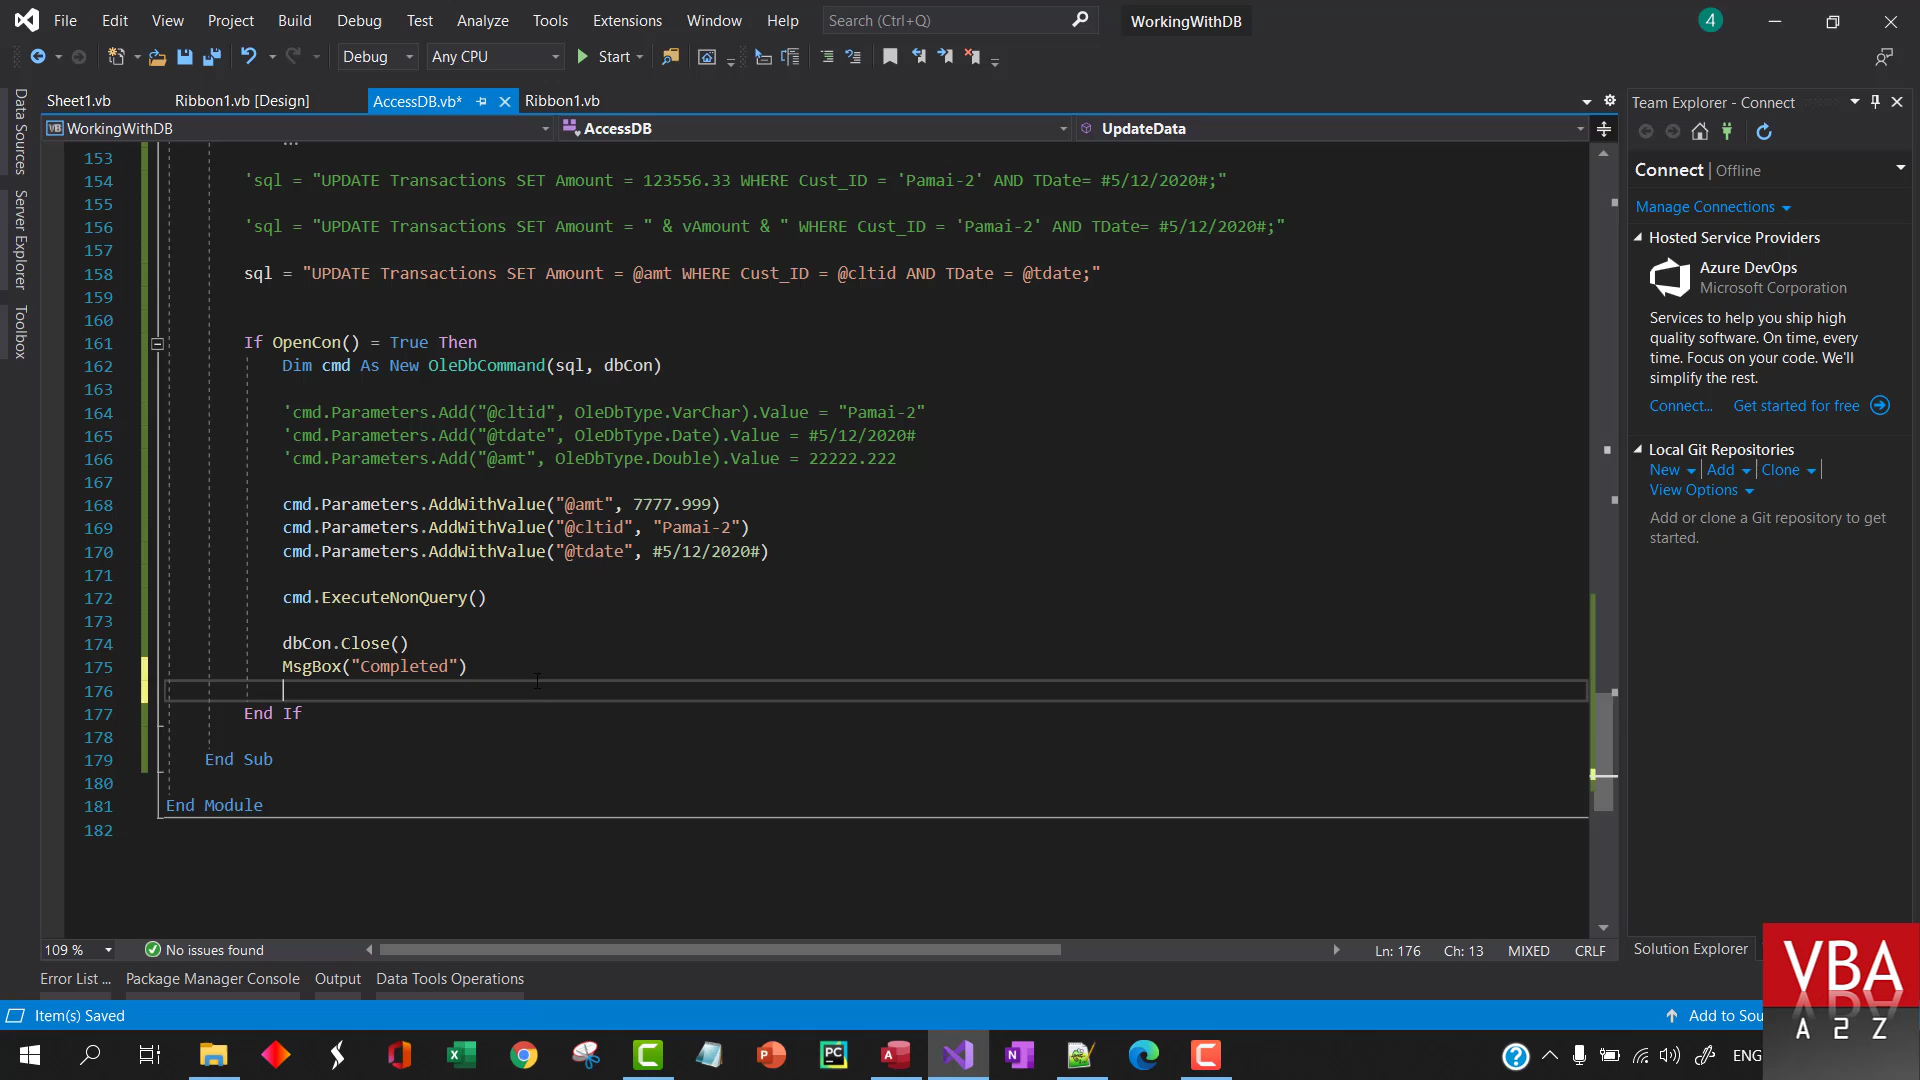 File Edit View Project Build Debug Test Analyze Tools Extensions Window Help Search (Ctrl+Q) WorkingWithDB 4
Debug Any CPU Start
Sheet1.vb Ribbon1.vb [Design] AccessDB.vb* Ribbon1.vb
Team Explorer - Connect
VB WorkingWithDB AccessDB UpdateData
Data Sources
Server Explorer
Toolbox
153
154 'sql = "UPDATE Transactions SET Amount = 123556.33 WHERE Cust_ID = 'Pamai-2' AND TDate= #5/12/2020#;"
155
156 'sql = "UPDATE Transactions SET Amount = " & vAmount & " WHERE Cust_ID = 'Pamai-2' AND TDate= #5/12/2020#;"
157
158 sql = "UPDATE Transactions SET Amount = @amt WHERE Cust_ID = @cltid AND TDate = @tdate;"
159
160
161 If OpenCon() = True Then
162 Dim cmd As New OleDbCommand(sql, dbCon)
163
164 'cmd.Parameters.Add("@cltid", OleDbType.VarChar).Value = "Pamai-2"
165 'cmd.Parameters.Add("@tdate", OleDbType.Date).Value = #5/12/2020#
166 'cmd.Parameters.Add("@amt", OleDbType.Double).Value = 22222.222
167
168 cmd.Parameters.AddWithValue("@amt", 7777.999)
169 cmd.Parameters.AddWithValue("@cltid", "Pamai-2")
170 cmd.Parameters.AddWithValue("@tdate", #5/12/2020#)
171
172 cmd.ExecuteNonQuery()
173
174 dbCon.Close()
175 MsgBox("Completed")
176
177 End If
178
179 End Sub
180
181 End Module
182
Connect | Offline
Manage Connections
Hosted Service Providers
Azure DevOps
Microsoft Corporation
Services to help you ship high
quality software. On time, every
time. Focus on your code. We'll
simplify the rest.
Connect... Get started for free
Local Git Repositories
New | Add | Clone |
View Options
Add or clone a Git repository to get
started.
109 % No issues found Ln: 176 Ch: 13 MIXED CRLF
Solution Explorer
Error List ... Package Manager Console Output Data Tools Operations
Item(s) Saved Add to Sou
VBA
A 2 Z
ENG